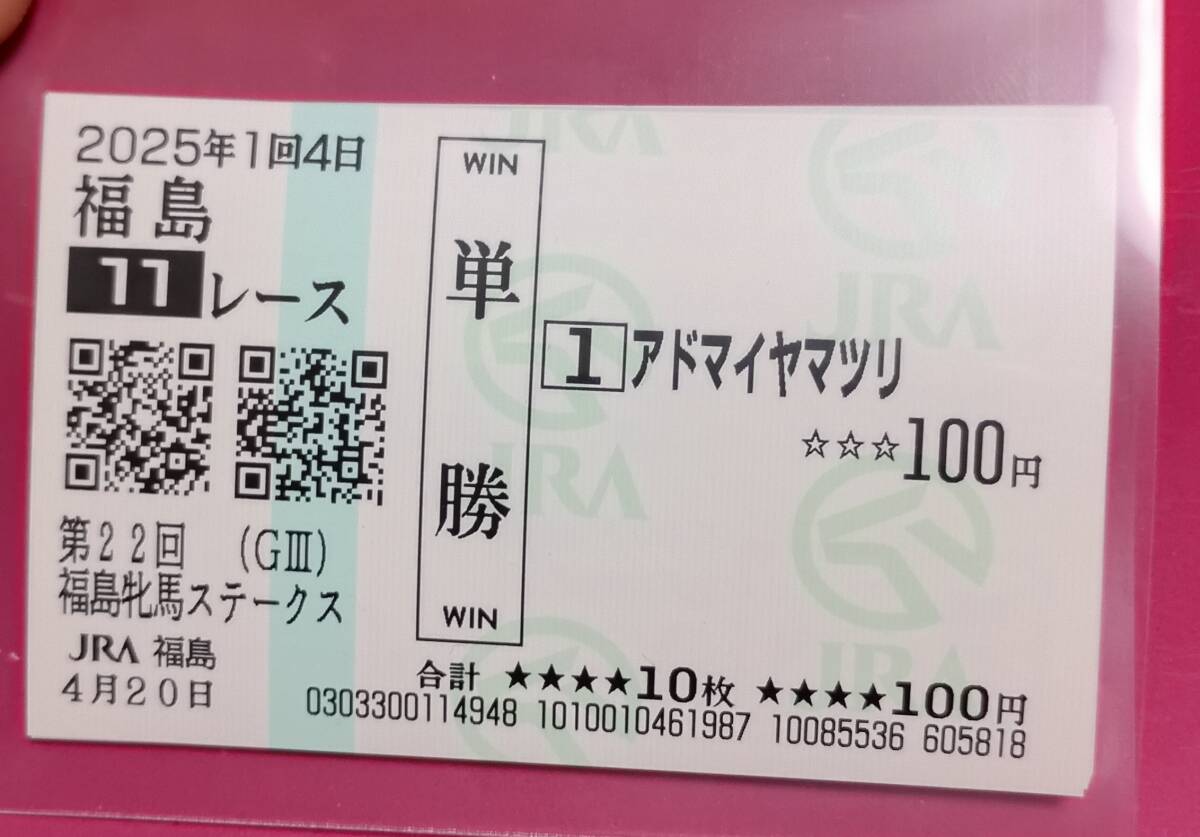 2025年1回4日
福島
11レース
第22回 (GⅢ)
福島牝馬ステークス
JRA 福島
4月20日
WIN
単勝
WIN
1 アドマイヤマツリ
☆☆☆100円
合計 ★★★★10枚 ★★★★100円
0303300114948 1010010461987 10085536 605818
JRA
JRA
JRA
JRA